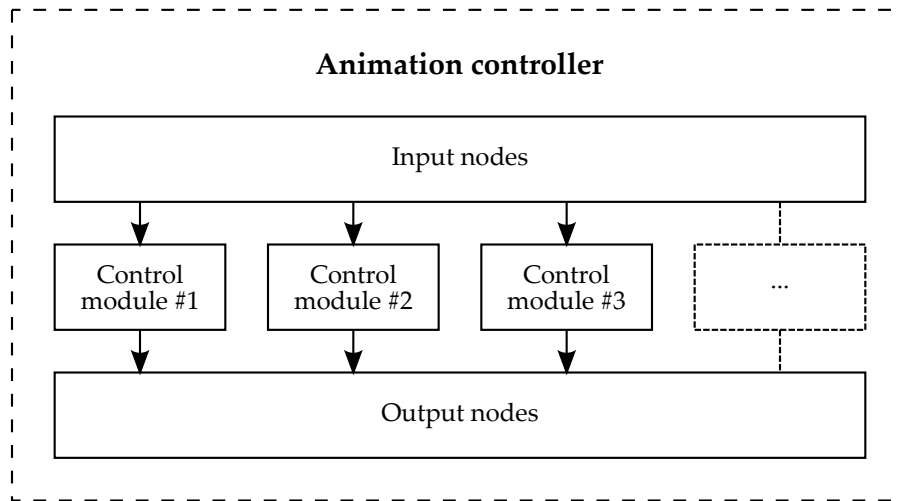 Animation controller
Input nodes
Control
module #1
Control
module #2
Control
module #3
...
Output nodes